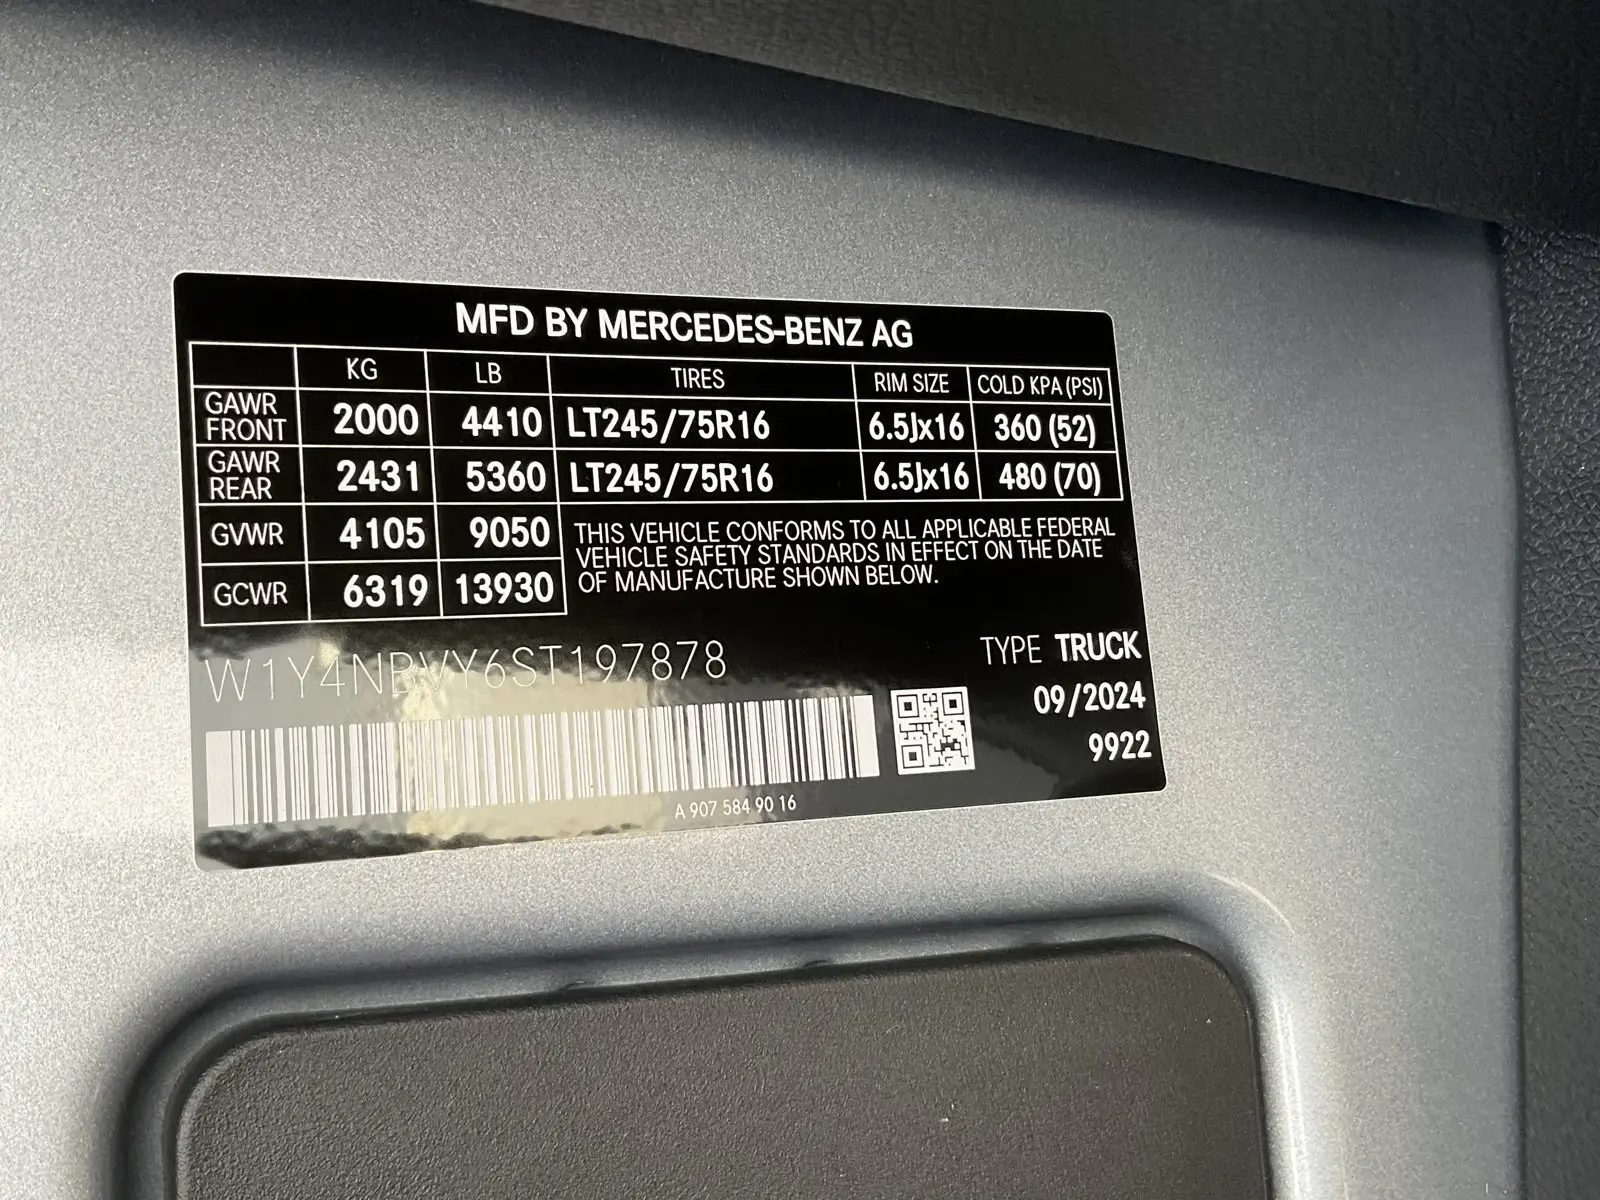 MFD BY MERCEDES-BENZ AG
KG LB TIRES RIM SIZE COLD KPA (PSI)
GAWR FRONT 2000 4410 LT245/75R16 6.5Jx16 360 (52)
GAWR REAR 2431 5360 LT245/75R16 6.5Jx16 480 (70)
GVWR 4105 9050
GCWR 6319 13930
THIS VEHICLE CONFORMS TO ALL APPLICABLE FEDERAL
VEHICLE SAFETY STANDARDS IN EFFECT ON THE DATE
OF MANUFACTURE SHOWN BELOW.
W1Y4NBVY6ST197878
TYPE TRUCK
09/2024
9922
A 907 584 90 16